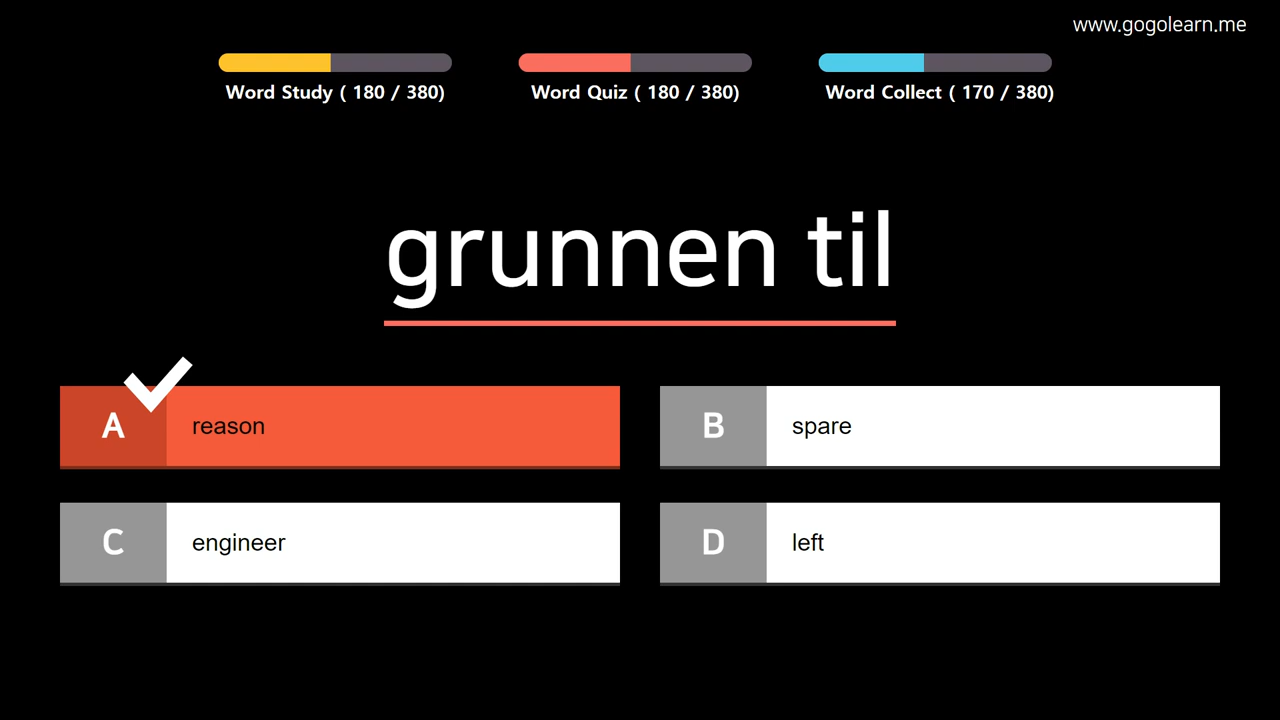 www.gogolearn.me
Word Study ( 180 / 380)
Word Quiz ( 180 / 380)
Word Collect ( 170 / 380)
grunnen til
A reason
B spare
C engineer
D left